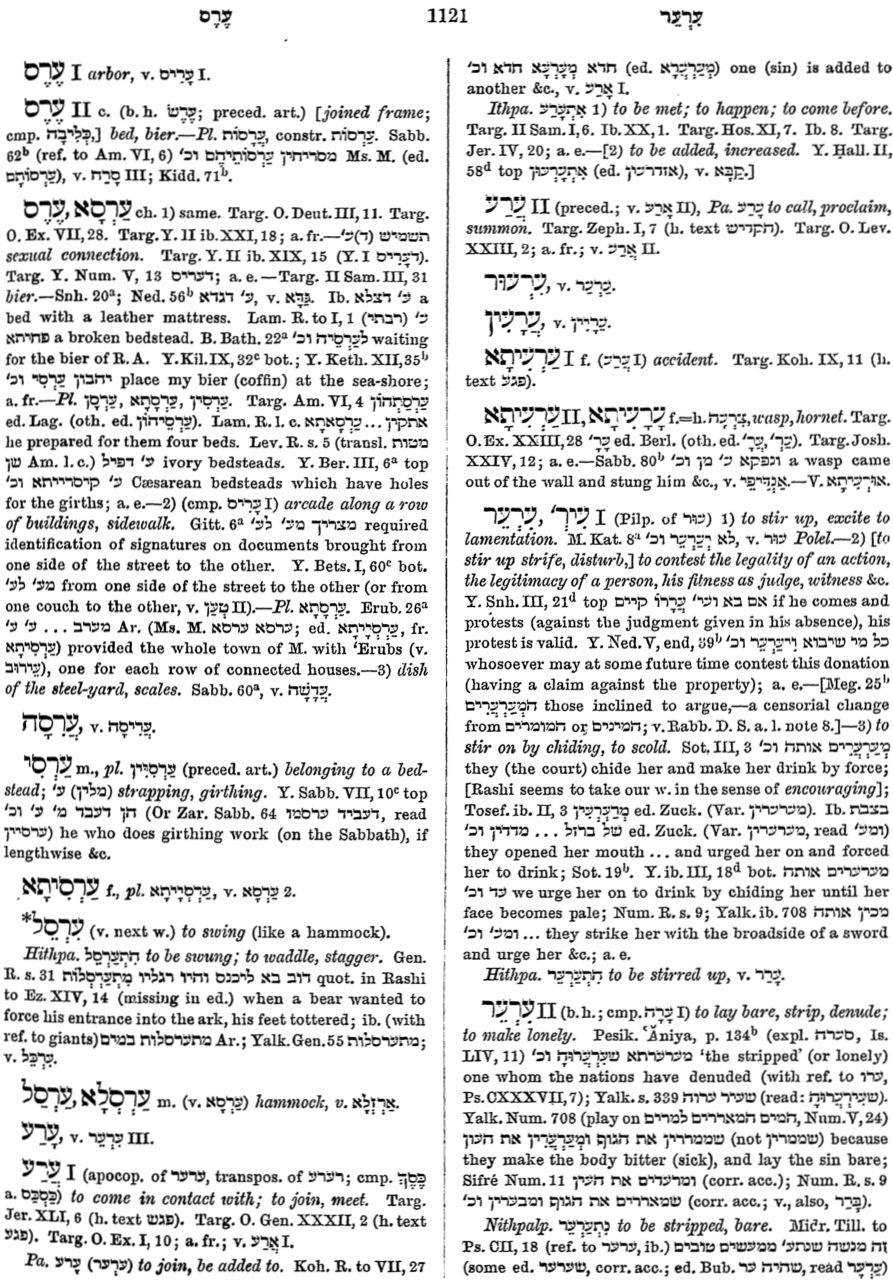 עֶרֶס 1121 עִרְעֵר
עֶרֶס I arbor, v. עָרִיס I.
עֶרֶס II c. (b. h. עֶרֶשׂ; preced. art.) [joined frame;
cmp. כְּלִיבָה,] bed, bier.—Pl. עֲרָסוֹת, constr. עַרְסוֹת. Sabb.
62b (ref. to Am. VI, 6) מסריחין עַרְסוֹתֵיהֶם וכ׳ Ms. M. (ed.
עַרְסוֹתָם), v. סָרַח III; Kidd. 71b.
עַרְסָא, עֶרֶס ch. 1) same. Targ. O. Deut. III, 11. Targ.
O. Ex. VII, 28. Targ. Y. II ib. XXI, 18; a. fr.—תשמיש (ד)ע׳
sexual connection. Targ. Y. II ib. XIX, 15 (Y. I דעריס).
Targ. Y. Num. V, 13 דעריס; a. e.—Targ. II Sam. III, 31
bier.—Snh. 20a; Ned. 56b ע׳ דגדא, v. גַּדָּא. Ib. ע׳ דצלא a
bed with a leather mattress. Lam. R. to I, 1 (רבתי) ע׳
פחיתא a broken bedstead. B. Bath. 22a לערסיה וכ׳ waiting
for the bier of R. A. Y. Kil. IX, 32c bot.; Y. Keth. XII, 35b
יהבון עַרְסִי וכ׳ place my bier (coffin) at the sea-shore;
a. fr.—Pl. עַרְסִין, עַרְסָתָא, עַרְסָן. Targ. Am. VI, 4 עַרְסַתְהוֹן
ed. Lag. (oth. ed. עַרְסֵיהוֹן). Lam. R. l. c. אתקין... עַרְסָאתָא
he prepared for them four beds. Lev. R. s. 5 (transl. מטות
שן Am. l. c.) ע׳ דפיל ivory bedsteads. Y. Ber. III, 6a top
ע׳ קיסרייתא וכ׳ Cæsarean bedsteads which have holes
for the girths; a. e.—2) (cmp. עָרִיס I) arcade along a row
of buildings, sidewalk. Gitt. 6a מצריך מע׳ לע׳ required
identification of signatures on documents brought from
one side of the street to the other. Y. Bets. I, 60c bot.
מע׳ לע׳ from one side of the street to the other (or from
one couch to the other, v. טְעַן II).—Pl. עַרְסָתָא. Erub. 26a
מערב ... ע׳ ע׳ Ar. (Ms. M. ערסא ערסא; ed. עַרְסְיָיתָא, fr.
עַרְסִיתָא) provided the whole town of M. with ʻErubs (v.
עֵירוּב), one for each row of connected houses.—3) dish
of the steel-yard, scales. Sabb. 60a, v. עֲדָשָׁה.
עֲרָסָה, v. עֲרִיסָה.
עַרְסִי m., pl. עַרְסִיִּין (preced. art.) belonging to a bed-
stead; ע׳ (מלין) strapping, girthing. Y. Sabb. VII, 10c top
הן דעבד מ׳ ע׳ וכ׳ (Or Zar. Sabb. 64 דעביד ערסמו, read
ערסיין) he who does girthing work (on the Sabbath), if
lengthwise &c.
עַרְסִיתָא f., pl. עַרְסְיָיתָא, v. עַרְסָא 2.
*עִרְסֵל (v. next w.) to swing (like a hammock).
Hithpa. הִתְעַרְסֵל to be swung; to waddle, stagger. Gen.
R. s. 31 דוב בא ליכנס והיו רגליו מִתְעַרְסְלוֹת quot. in Rashi
to Ez. XIV, 14 (missing in ed.) when a bear wanted to
force his entrance into the ark, his feet tottered; ib. (with
ref. to giants) מתערסלות במים Ar.; Yalk. Gen. 55 מתערסלות;
v. עִרְכֵּל.
עַרְסְלָא, עַרְסַל m. (v. עַרְסָא) hammock, v. אַרְזְלָא.
עָרַע, v. עִרְעֵר III.
עֲרַע I (apocop. of ערער, transpos. of רערע; cmp. כָּסַךְ
a. כַּסְכֵּס) to come in contact with; to join, meet. Targ.
Jer. XLI, 6 (h. text פגש). Targ. O. Gen. XXXII, 2 (h. text
פגע). Targ. O. Ex. I, 10; a. fr.; v. אֲרַע I.
Pa. עָרַע (עַרְעֵר) to join, be added to. Koh. R. to VII, 27
חדא מְעָרְעָא חדא וכ׳ (ed. מְעַרְעֲרָא) one (sin) is added to
another &c., v. אֲרַע I.
Ithpa. אִתְעָרַע 1) to be met; to happen; to come before.
Targ. II Sam. I, 6. Ib. XX, 1. Targ. Hos. XI, 7. Ib. 8. Targ.
Jer. IV, 20; a. e.—[2) to be added, increased. Y. Ḥall. II,
58d top אִתְעָרְעוּן (ed. אזדרעון), v. קַבָּא.]
עֲרַע II (preced.; v. אֲרַע II), Pa. עָרַע to call, proclaim,
summon. Targ. Zeph. I, 7 (h. text הקדיש). Targ. O. Lev.
XXIII, 2; a. fr.; v. אֲרַע II.
עִרְעוּר, v. עַרְעַר.
עֲרָעִין, v. עַרְיַין.
עַרְעִיתָא I f. (עֲרַע I) accident. Targ. Koh. IX, 11 (h.
text פגע).
עַרְעִיתָא II, עָרָעִיתָא f.=h. צִרְעָה, wasp, hornet. Targ.
O. Ex. XXIII, 28 עָרָ׳ ed. Berl. (oth. ed. עַרְ׳, עֲרָ׳). Targ. Josh.
XXIV, 12; a. e.—Sabb. 80b ונפקא ע׳ מן וכ׳ a wasp came
out of the wall and stung him &c., v. אַנְדֵּיפֵי.—V. אוּרְעִיתָא.
עִרְעֵר, עִיר׳ I (Pilp. of עור) 1) to stir up, excite to
lamentation. M. Kat. 8a לא יְעַרְעֵר וכ׳, v. עוּר Polel.—2) [to
stir up strife, disturb,] to contest the legality of an action,
the legitimacy of a person, his fitness as judge, witness &c.
Y. Snh. III, 21d top אם בא ועי׳ עֲרָרוֹ קיים if he comes and
protests (against the judgment given in his absence), his
protest is valid. Y. Ned. V, end, 39b כל מי שיבוא וִיעַרְעֵר וכ׳
whosoever may at some future time contest this donation
(having a claim against the property); a. e.—[Meg. 25b
הַמְעַרְעֲרִים those inclined to argue,—a censorial change
from המומרים or המינים; v. Rabb. D. S. a. l. note 8.]—3) to
stir on by chiding, to scold. Sot. III, 3 מְעַרְעֲרִים אותה וכ׳
they (the court) chide her and make her drink by force;
[Rashi seems to take our w. in the sense of encouraging];
Tosef. ib. II, 3 מְעַרְעְרִין ed. Zuck. (Var. מערערין). Ib. בצבת
של ברזל ... מדדין וכ׳ ed. Zuck. (Var. מערערין, read ומע׳)
they opened her mouth ... and urged her on and forced
her to drink; Sot. 19b. Y. ib. III, 18d bot. מערערים אותה
עד וכ׳ we urge her on to drink by chiding her until her
face becomes pale; Num. R. s. 9; Yalk. ib. 708 מכין אותה
ומע׳ וכ׳ ... they strike her with the broadside of a sword
and urge her &c.; a. e.
Hithpa. הִתְעַרְעֵר to be stirred up, v. עָרַר.
עִרְעֵר II (b. h.; cmp. עָרָה I) to lay bare, strip, denude;
to make lonely. Pesik. ʻĂniya, p. 134b (expl. סערה, Is.
LIV, 11) מערערתא שעִרְעֲרוּהָ וכ׳ ʻthe stripped' (or lonely)
one whom the nations have denuded (with ref. to ערו,
Ps. CXXXVII, 7); Yalk. s. 339 שעיר ערוה (read: שֶׁעִירְעֲרוּהָ).
Yalk. Num. 708 (play on המים המאררים למרים, Num. V, 24)
שממררין את הגוף וּמְעַרְעֲרִין את העון (not שממרין) because
they make the body bitter (sick), and lay the sin bare;
Sifré Num. 11 ומרעדים את העין (corr. acc.); Num. R. s. 9
שמאררים את הגוף ומבערין וכ׳ (corr. acc.; v., also, בָּרַר).
Nithpalp. נִתְעַרְעֵר to be stripped, bare. Midr. Till. to
Ps. CII, 18 (ref. to ערער, ib.) זה מנשה שנתע׳ ממעשים טובים
(some ed. שערער, corr. acc.; ed. Bub. שהיה ער, read עַרְעָר)